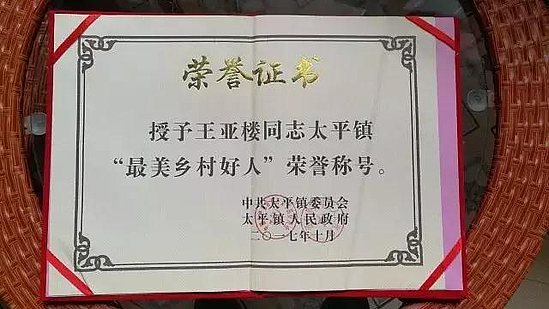 荣誉证书
授予王亚楼同志太平镇
“最美乡村好人”荣誉称号。
中共太平镇委员会
太平镇人民政府
二〇一七年十月